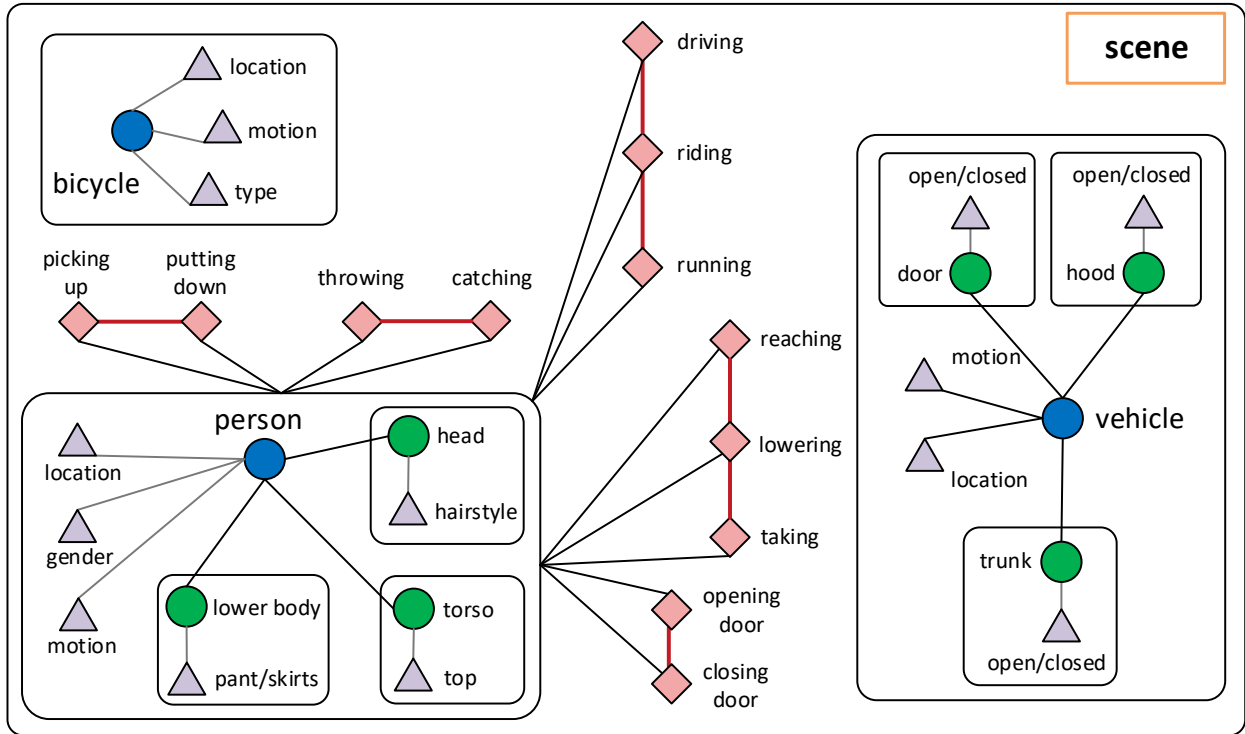 scene
location
motion
type
bicycle
driving
riding
running
picking
up
putting
down
throwing
catching
reaching
lowering
taking
opening
door
closing
door
person
location
gender
motion
head
hairstyle
lower body
pant/skirts
torso
top
open/closed
door
open/closed
hood
motion
vehicle
location
trunk
open/closed